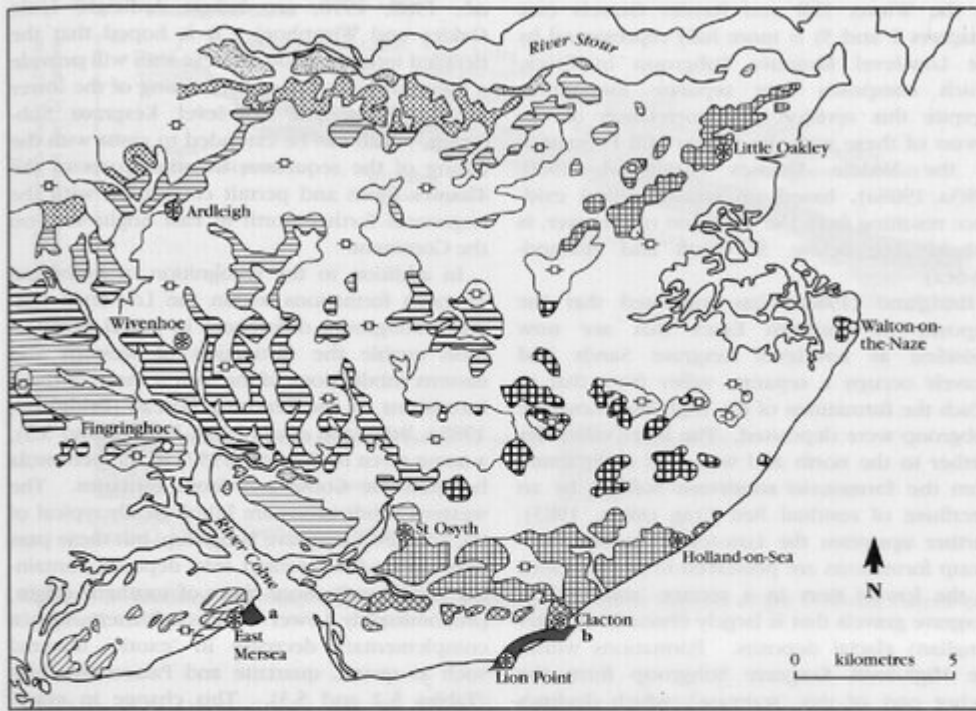 River Stour
Little Oakley
Ardleigh
Wivenhoe
Walton-on-
the-Naze
Fingringhoe
St Osyth
River Colne
Holland-on-Sea
N
a
East
Mersea
Clacton
b
Lion Point
0 kilometres 5